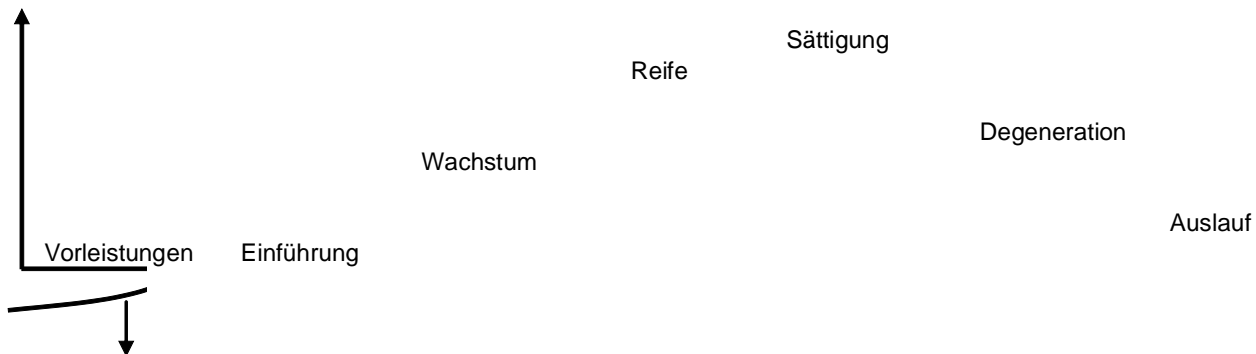 Sättigung
Reife
Degeneration
Wachstum
Auslauf
Vorleistungen Einführung